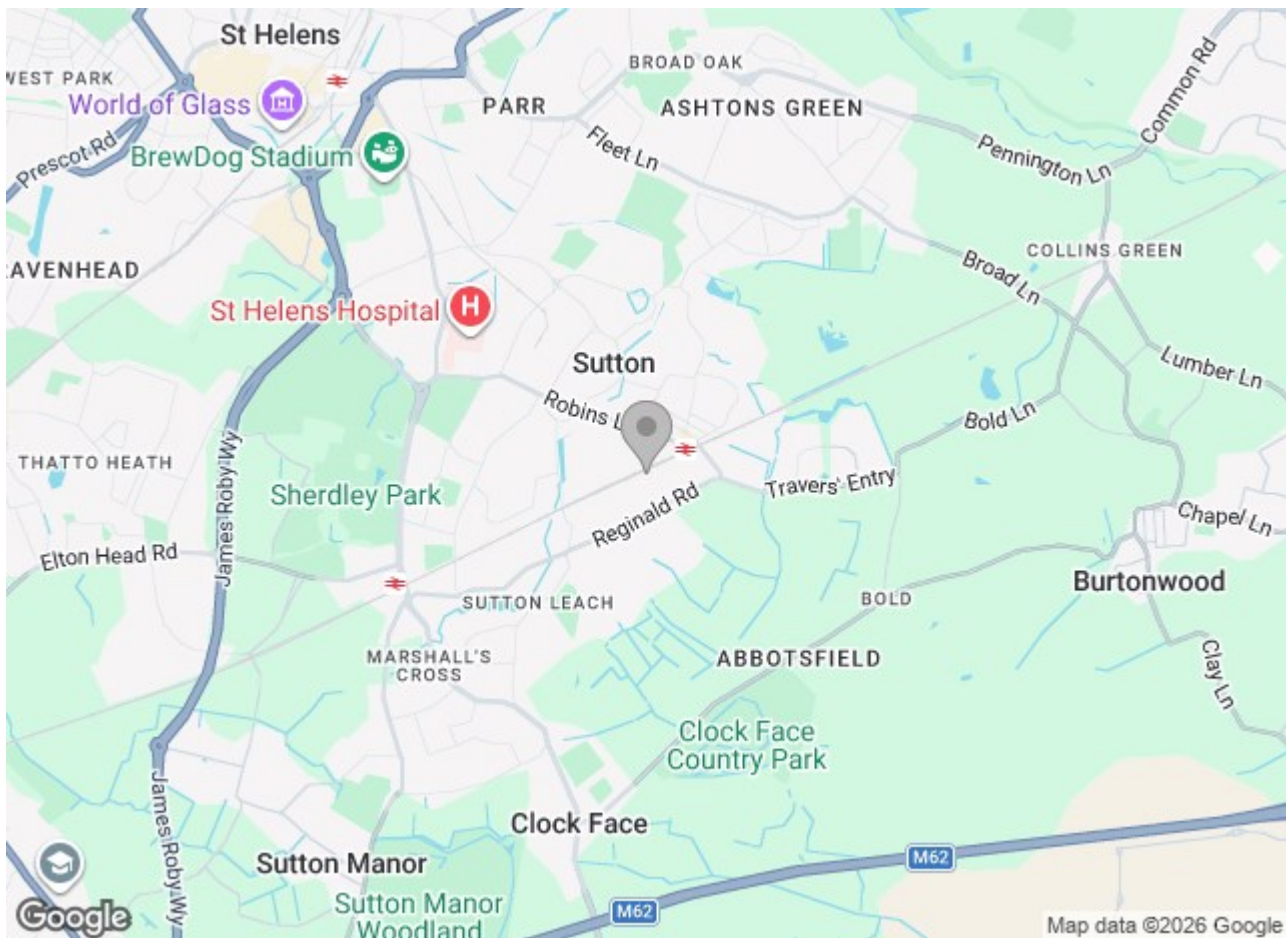 St Helens
WEST PARK
World of Glass
PARR
BROAD OAK
ASHTONS GREEN
Common Rd
Prescot Rd
BrewDog Stadium
Fleet Ln
Pennington Ln
RAVENHEAD
COLLINS GREEN
Broad Ln
St Helens Hospital
H
Sutton
Lumber Ln
Robins L
Bold Ln
THATTO HEATH
James Roby Wy
Sherdley Park
Travers' Entry
Reginald Rd
Chapel Ln
Elton Head Rd
SUTTON LEACH
BOLD
Burtonwood
MARSHALL'S
CROSS
ABBOTSFIELD
Clay Ln
Clock Face
Country Park
James Roby Wy
Clock Face
Sutton Manor
M62
Sutton Manor
Woodland
M62
Google
Map data ©2026 Google